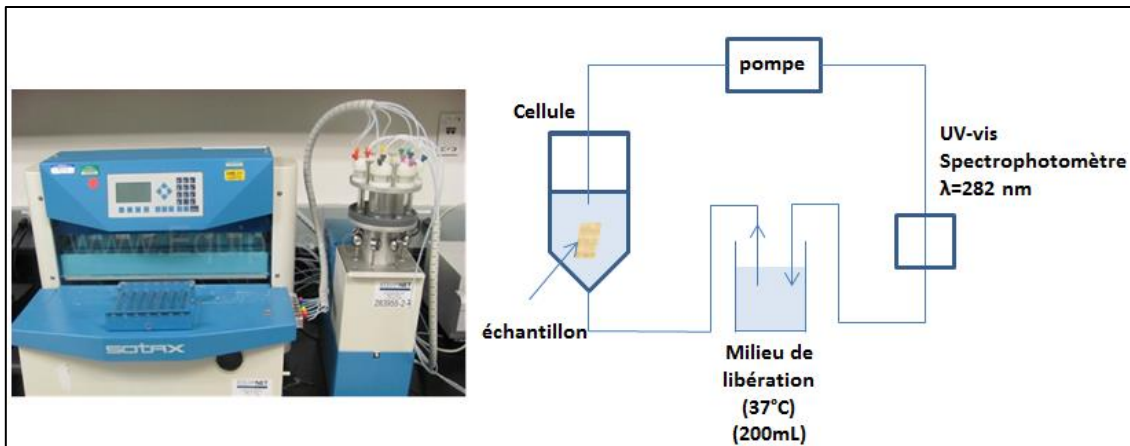 pompe
Cellule
UV-vis
Spectrophotomètre
λ=282 nm
échantillon
Milieu de
libération
(37°C)
(200mL)
sotax